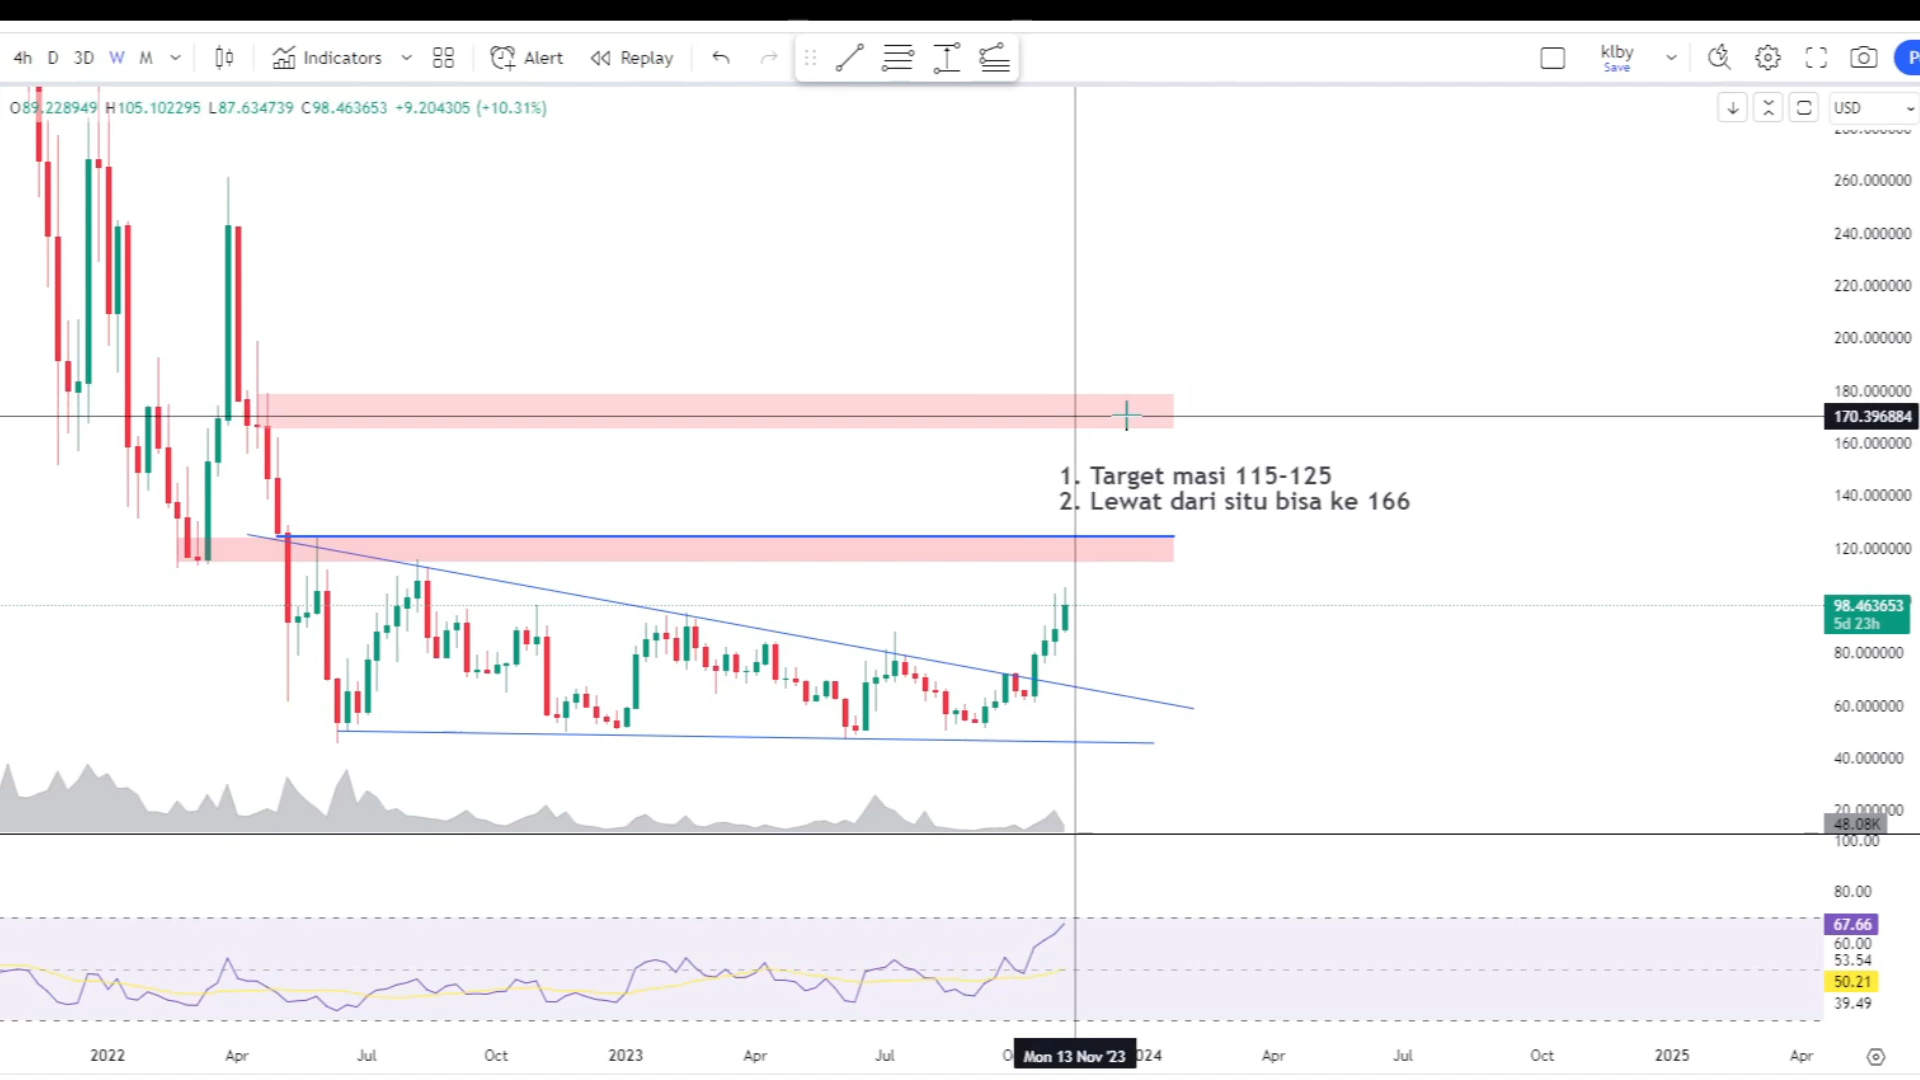 4h D 3D W M Indicators Alert Replay klby
Save
O89.228949 H105.102295 L87.634739 C98.463653 +9.204305 (+10.31%)
USD
260.000000
240.000000
220.000000
200.000000
180.000000
170.396884
160.000000
1. Target masi 115-125
2. Lewat dari situ bisa ke 166
140.000000
120.000000
98.463653
5d 23h
80.000000
60.000000
40.000000
20.000000
48.08K
100.00
80.00
67.66
60.00
53.54
50.21
39.49
2022 Apr Jul Oct 2023 Apr Jul Mon 13 Nov '23 024 Apr Jul Oct 2025 Apr